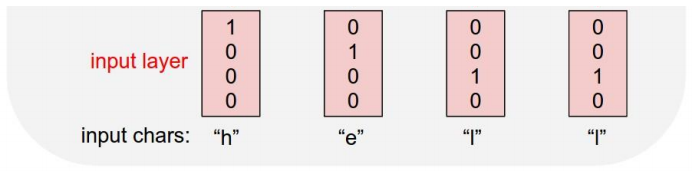 1 0 0 0
0 1 0 0
input layer
0 0 1 1
0 0 0 0
input chars: “h” “e” “l” “l”